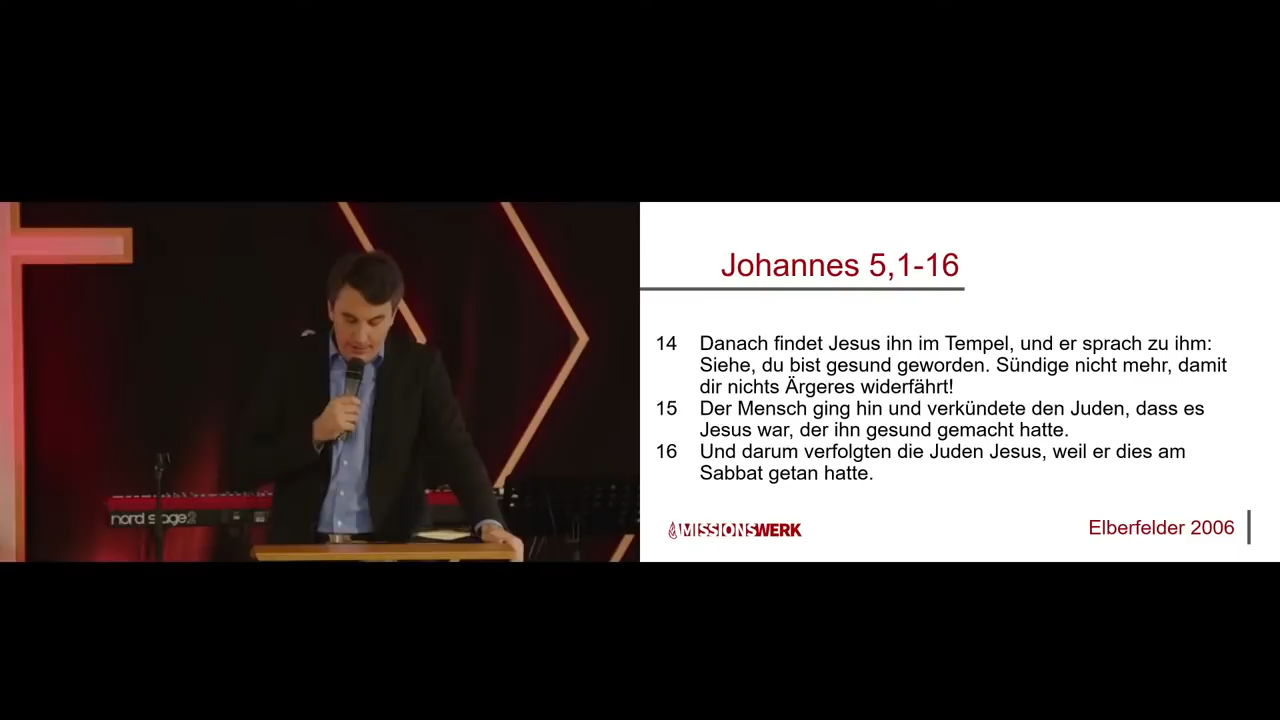 nord stage 2
Johannes 5,1-16
14 Danach findet Jesus ihn im Tempel, und er sprach zu ihm:
Siehe, du bist gesund geworden. Sündige nicht mehr, damit
dir nichts Ärgeres widerfährt!
15 Der Mensch ging hin und verkündete den Juden, dass es
Jesus war, der ihn gesund gemacht hatte.
16 Und darum verfolgten die Juden Jesus, weil er dies am
Sabbat getan hatte.
MISSIONSWERK
Elberfelder 2006